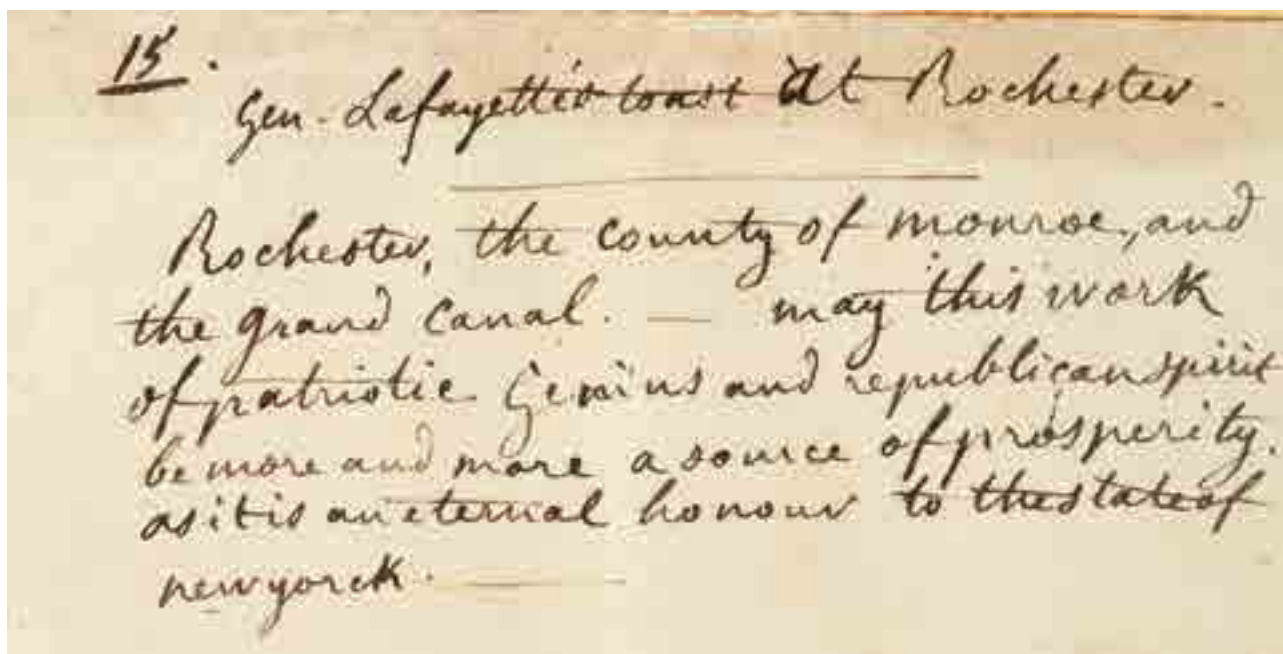 15.
Gen. Lafayette's toast at Rochester.
Rochester, the county of monroe, and
the grand canal. — may this work
of patriotic Genius and republican spirit
be more and more a source of prosperity.
as it is an eternal honour to the state of
new yorck. —